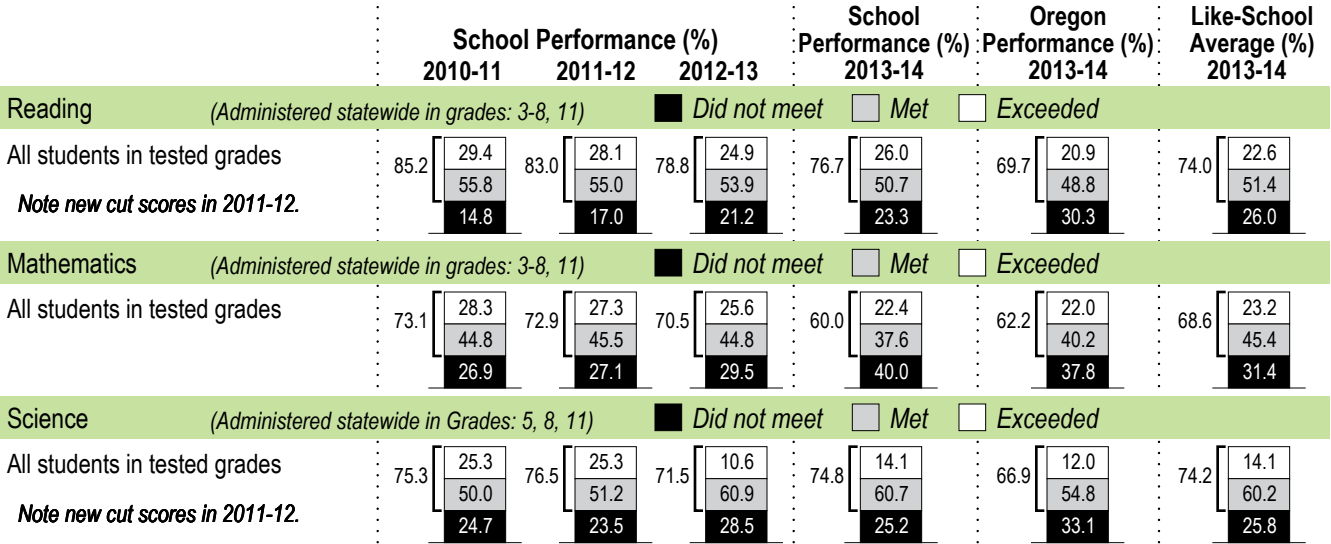 School Performance (%)
2010-11 2011-12 2012-13
School
Performance (%)
2013-14
Oregon
Performance (%)
2013-14
Like-School
Average (%)
2013-14
Reading (Administered statewide in grades: 3-8, 11) Did not meet Met Exceeded
All students in tested grades
Note new cut scores in 2011-12.
85.2 29.4 55.8 14.8
83.0 28.1 55.0 17.0
78.8 24.9 53.9 21.2
76.7 26.0 50.7 23.3
69.7 20.9 48.8 30.3
74.0 22.6 51.4 26.0
Mathematics (Administered statewide in grades: 3-8, 11) Did not meet Met Exceeded
All students in tested grades
73.1 28.3 44.8 26.9
72.9 27.3 45.5 27.1
70.5 25.6 44.8 29.5
60.0 22.4 37.6 40.0
62.2 22.0 40.2 37.8
68.6 23.2 45.4 31.4
Science (Administered statewide in Grades: 5, 8, 11) Did not meet Met Exceeded
All students in tested grades
Note new cut scores in 2011-12.
75.3 25.3 50.0 24.7
76.5 25.3 51.2 23.5
71.5 10.6 60.9 28.5
74.8 14.1 60.7 25.2
66.9 12.0 54.8 33.1
74.2 14.1 60.2 25.8